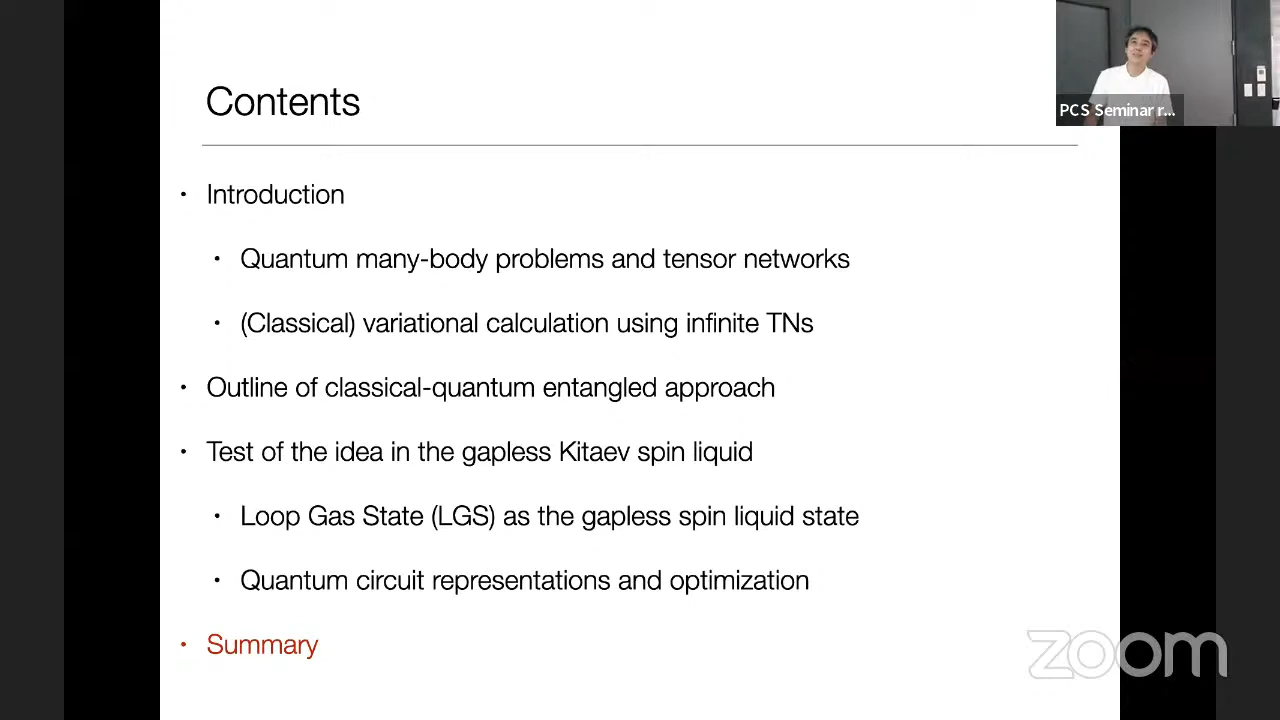 Contents
PCS Seminar r...
• Introduction
• Quantum many-body problems and tensor networks
• (Classical) variational calculation using infinite TNs
• Outline of classical-quantum entangled approach
• Test of the idea in the gapless Kitaev spin liquid
• Loop Gas State (LGS) as the gapless spin liquid state
• Quantum circuit representations and optimization
• Summary
zoom